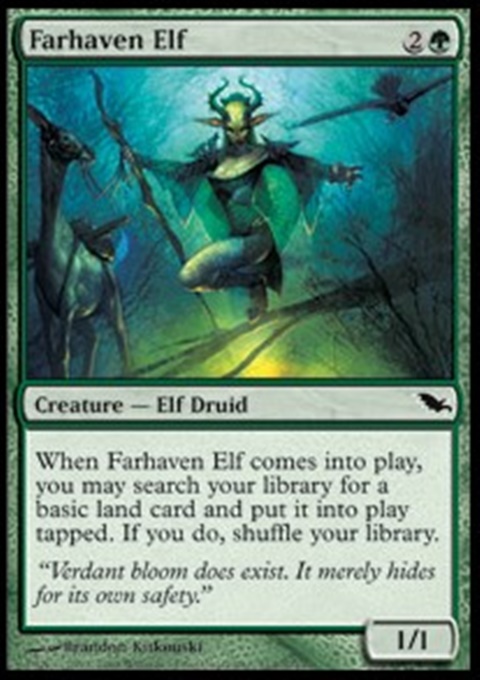 Farhaven Elf 2
Creature — Elf Druid
When Farhaven Elf comes into play,
you may search your library for a
basic land card and put it into play
tapped. If you do, shuffle your library.
“Verdant bloom does exist. It merely hides
for its own safety.”
Brandon Kitkouski
1/1